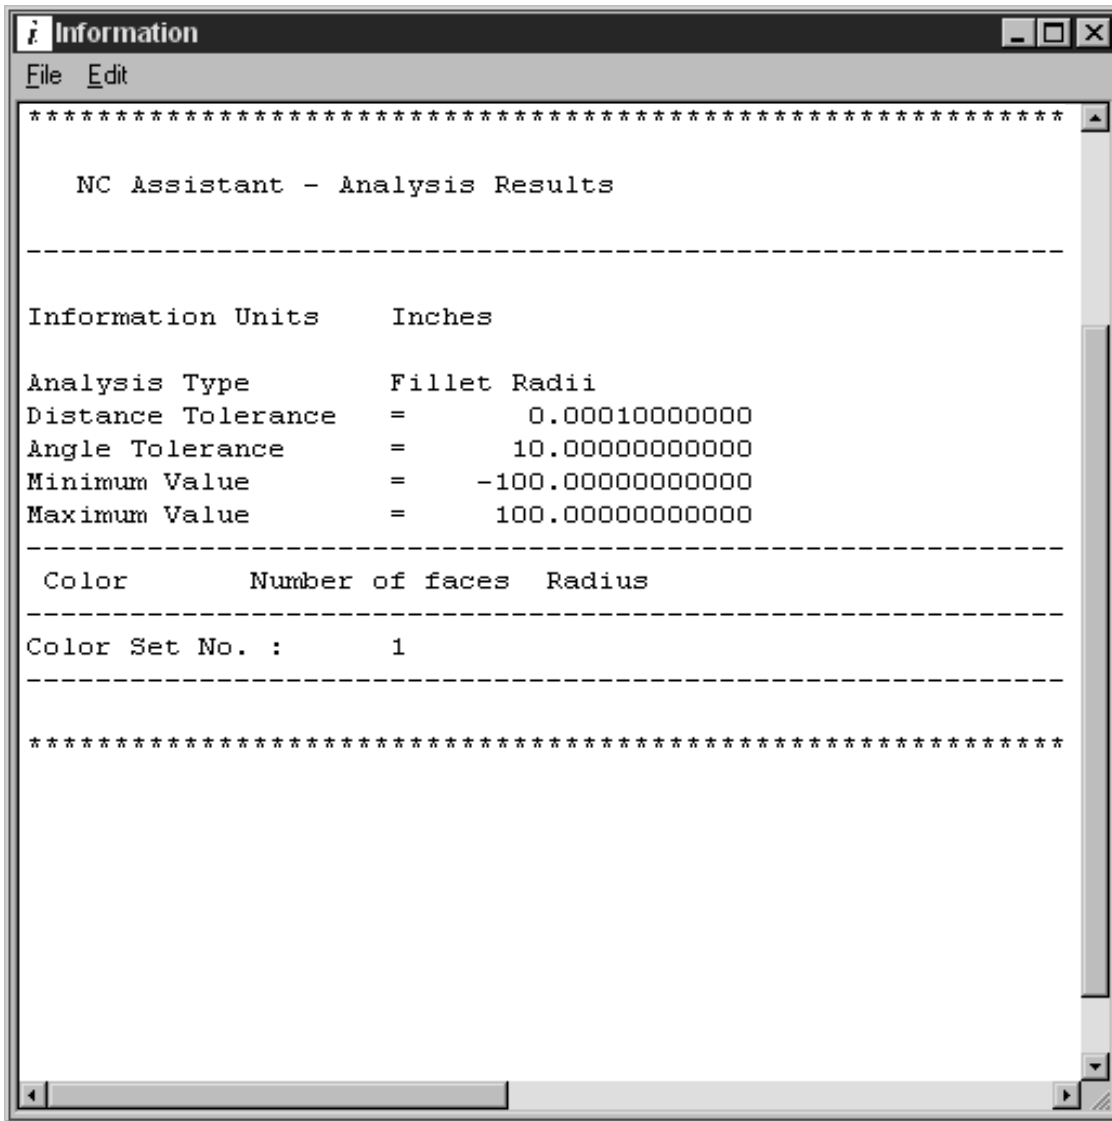 i Information
File Edit
************************************************************
NC Assistant - Analysis Results
------------------------------------------------------------
Information Units    Inches
Analysis Type        Fillet Radii
Distance Tolerance   =       0.00010000000
Angle Tolerance      =      10.00000000000
Minimum Value        =    -100.00000000000
Maximum Value        =     100.00000000000
------------------------------------------------------------
Color       Number of faces  Radius
------------------------------------------------------------
Color Set No. :      1
------------------------------------------------------------
************************************************************